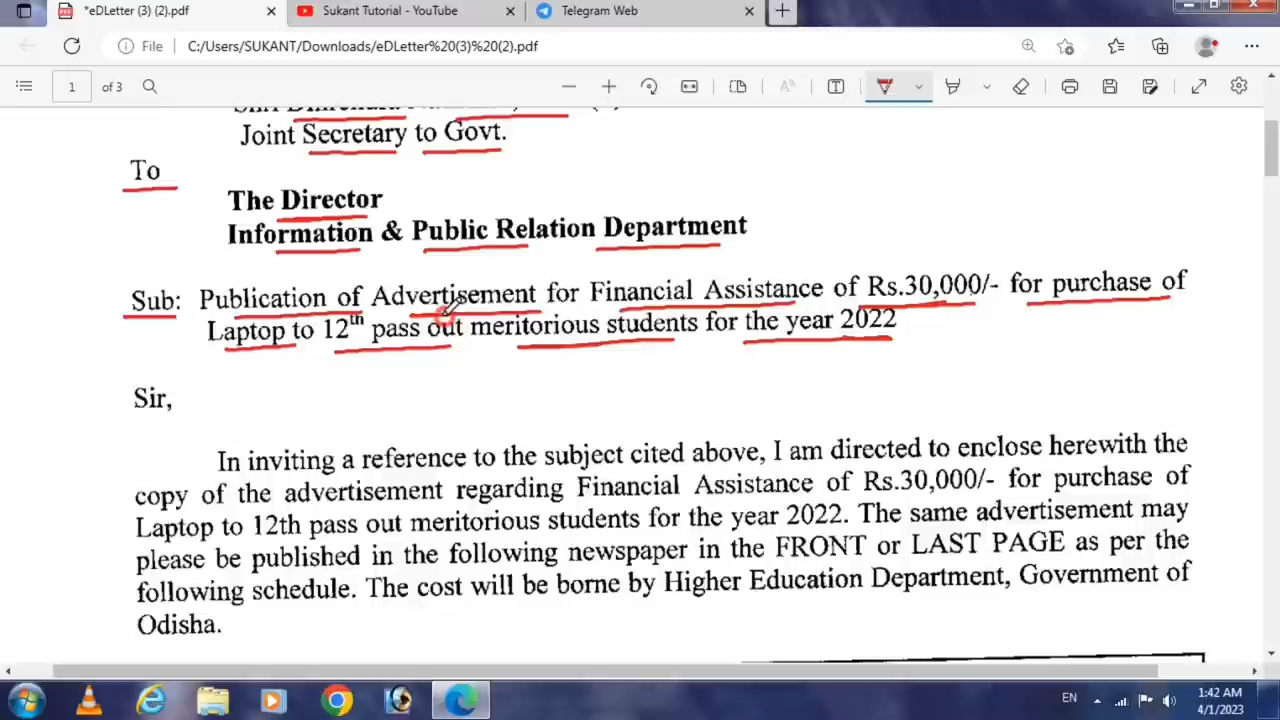 *eDLetter (3) (2).pdf
Sukant Tutorial - YouTube
Telegram Web
File
C:/Users/SUKANT/Downloads/eDLetter%20(3)%20(2).pdf
1 of 3
Joint Secretary to Govt.
To
The Director
Information & Public Relation Department
Sub: Publication of Advertisement for Financial Assistance of Rs.30,000/- for purchase of
Laptop to 12th pass out meritorious students for the year 2022
Sir,
In inviting a reference to the subject cited above, I am directed to enclose herewith the
copy of the advertisement regarding Financial Assistance of Rs.30,000/- for purchase of
Laptop to 12th pass out meritorious students for the year 2022. The same advertisement may
please be published in the following newspaper in the FRONT or LAST PAGE as per the
following schedule. The cost will be borne by Higher Education Department, Government of
Odisha.
EN
1:42 AM
4/1/2023